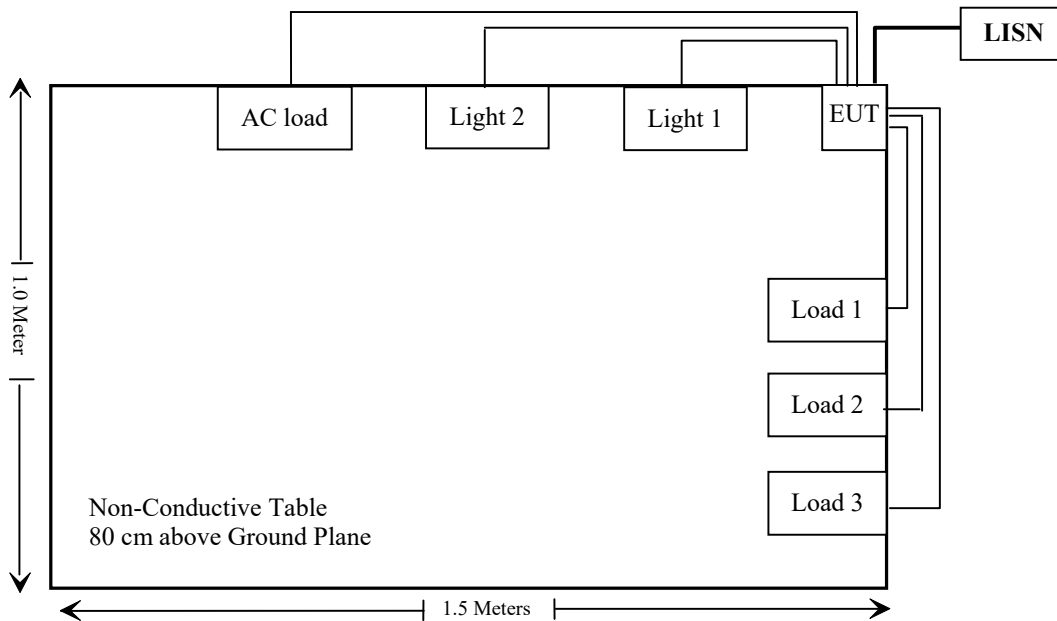 LISN
AC load
Light 2
Light 1
EUT
Load 1
1.0 Meter
Load 2
Load 3
Non-Conductive Table
80 cm above Ground Plane
1.5 Meters